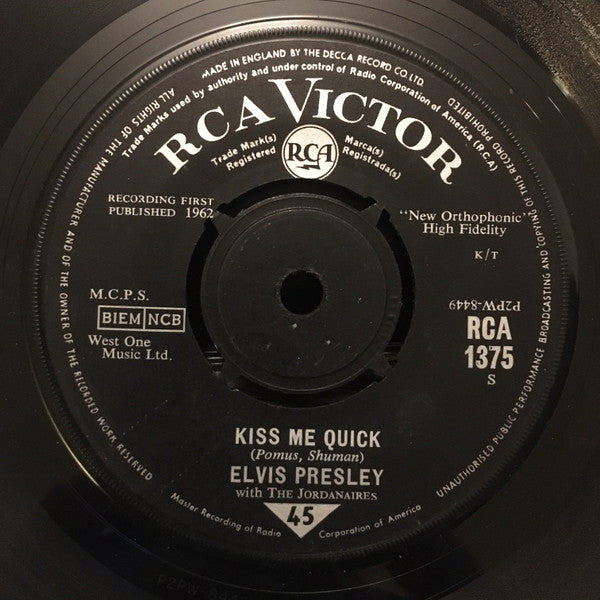 MADE IN ENGLAND BY THE DECCA RECORD CO. LTD.
Trade Marks used by authority and under control of Radio Corporation of America (R.C.A.)
ALL RIGHTS OF THE MANUFACTURER AND OF THE OWNER OF THE RECORDED WORK RESERVED
UNAUTHORISED PUBLIC PERFORMANCE BROADCASTING AND COPYING OF THIS RECORD PROHIBITED
RCA VICTOR
Trade Mark(s)
Registered
RCA
Marca(s)
Registrada(s)
RECORDING FIRST
PUBLISHED 1962
"New Orthophonic"
High Fidelity
K/T
M.C.P.S.
BIEM NCB
West One
Music Ltd.
P2PW-8449
RCA
1375
S
KISS ME QUICK
(Pomus, Shuman)
ELVIS PRESLEY
with THE JORDANAIRES
45
Master Recording of Radio Corporation of America